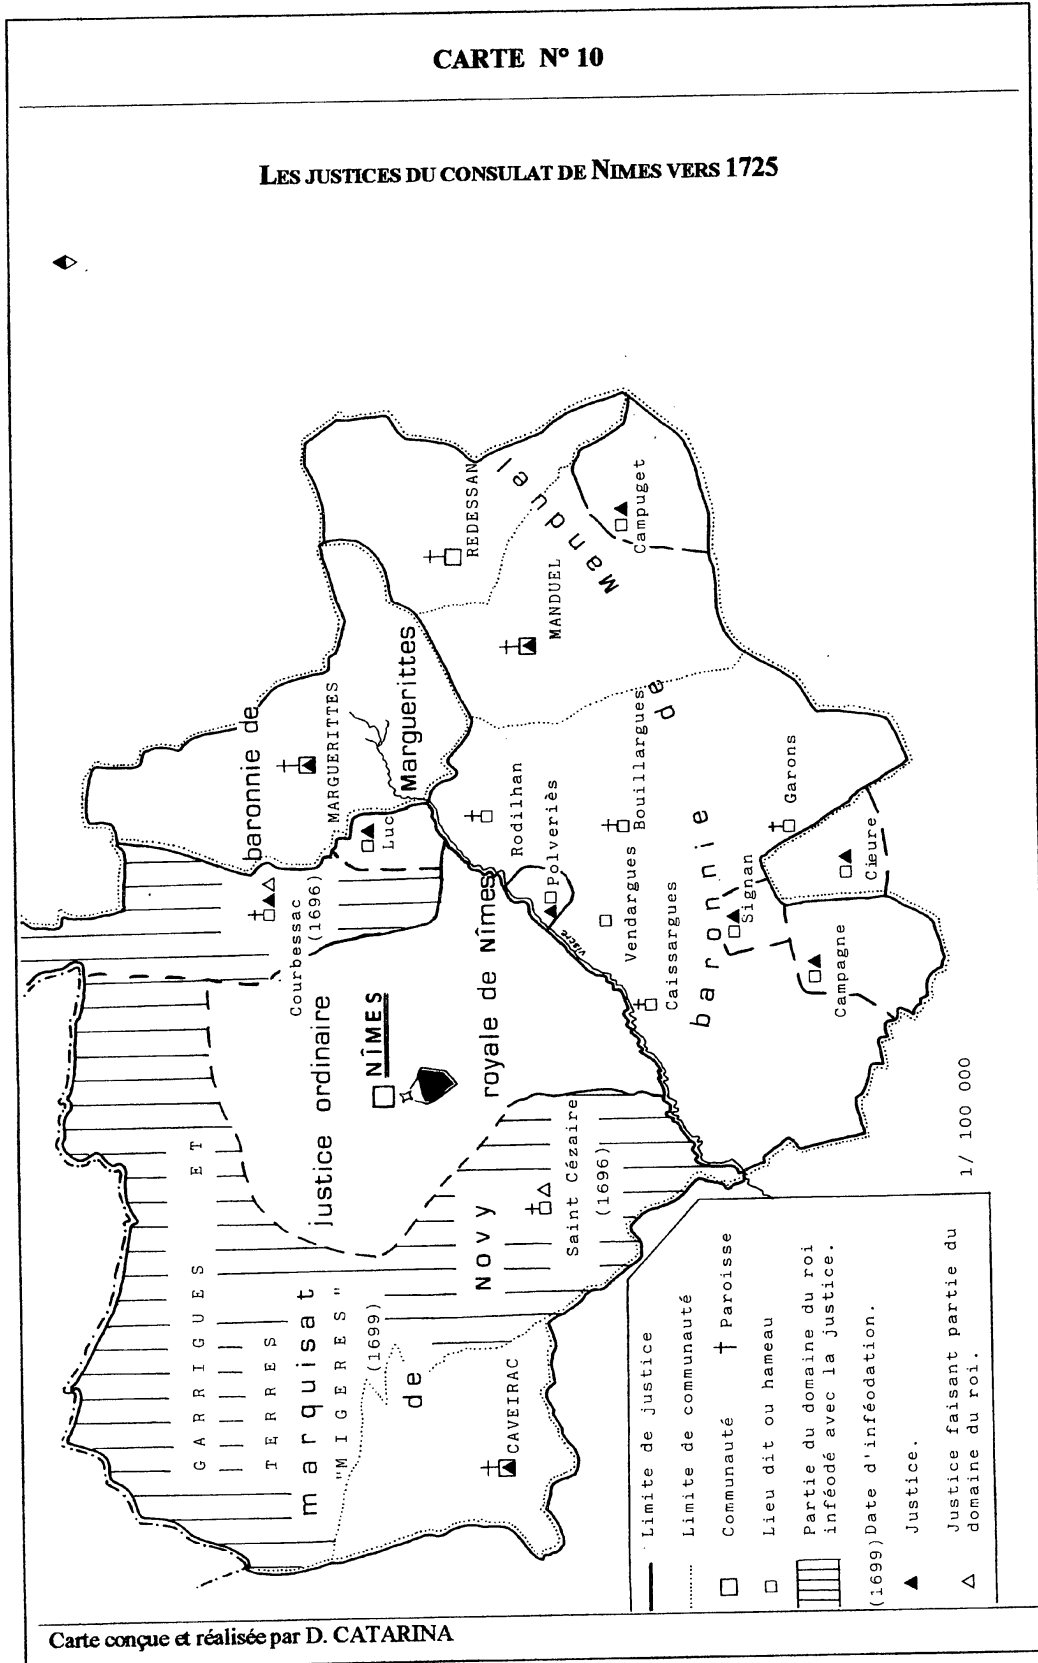 CARTE N° 10
LES JUSTICES DU CONSULAT DE NIMES VERS 1725
GARRIGUES ET
TERRES
marquisat
"MIGERES"
(1699)
de
Novy
CAVEIRAC
Saint Cézaire
(1696)
justice ordinaire
royale de Nîmes
NÎMES
Courbessac
(1696)
baronnie de
Marguerittes
MARGUERITTES
Luc
REDESSAN
MANDUEL
baronnie de Manduel
Campuget
Rodilhan
Polveriès
Vistre
Vendargues
Bouillargues
Caissargues
Garons
Signan
Cieure
Campagne
1/ 100 000
Limite de justice
Limite de communauté
Communauté
Paroisse
Lieu dit ou hameau
Partie du domaine du roi
inféodé avec la justice.
(1699) Date d'inféodation.
Justice.
Justice faisant partie du
domaine du roi.
Carte conçue et réalisée par D. CATARINA